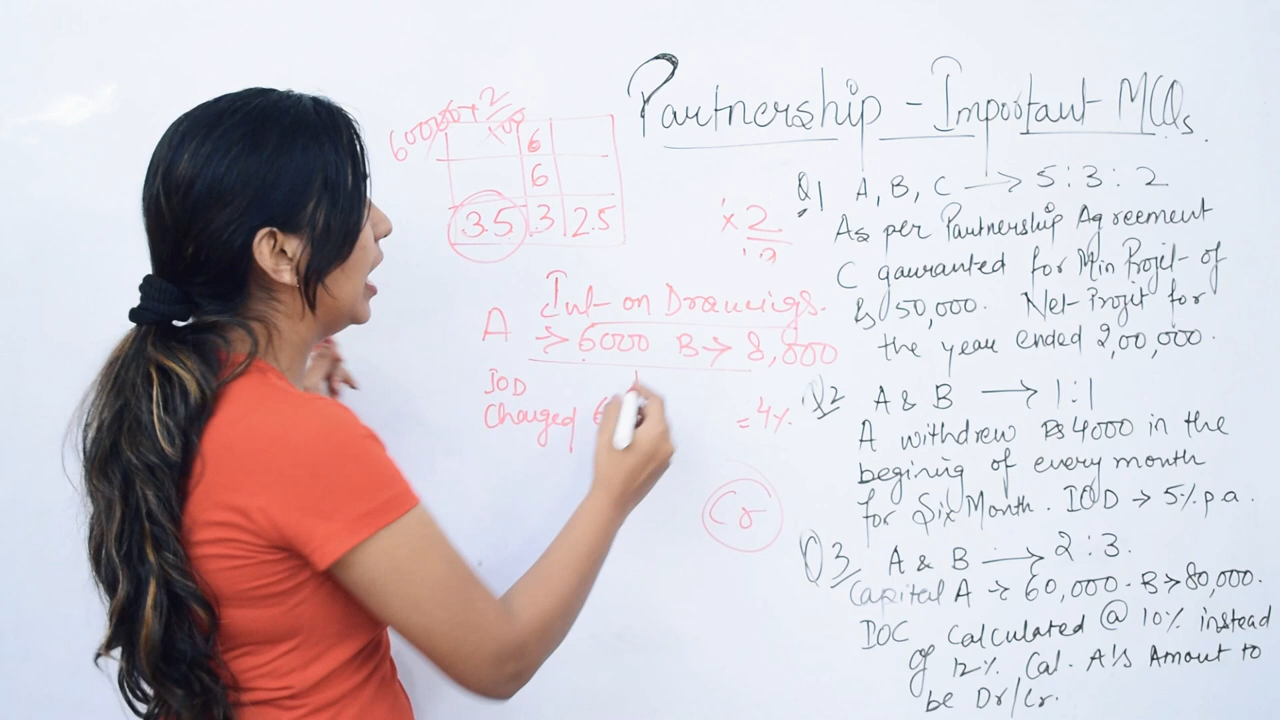 Partnership - Important MCQs
600000 × 2/100
6
6
3.5 3 2.5
× 2
Int- on Drawings.
A → 6000 B → 8,000
IOD
Charged 6
= 4%.
Cr
Q1 A, B, C → 5:3:2
As per Partnership Agreement
C gauranted for Min Profit- of
Rs 50,000. Net- Profit for
the year ended 2,00,000.
Q2 A & B → 1:1
A withdrew Rs 4000 in the
begining of every month
for Six Month. IOD → 5% p.a.
Q3 A & B → 2:3.
Capital A → 60,000. B → 80,000.
IOC Calculated @ 10% instead
of 12%. Cal. A's Amout to
be Dr/Cr.